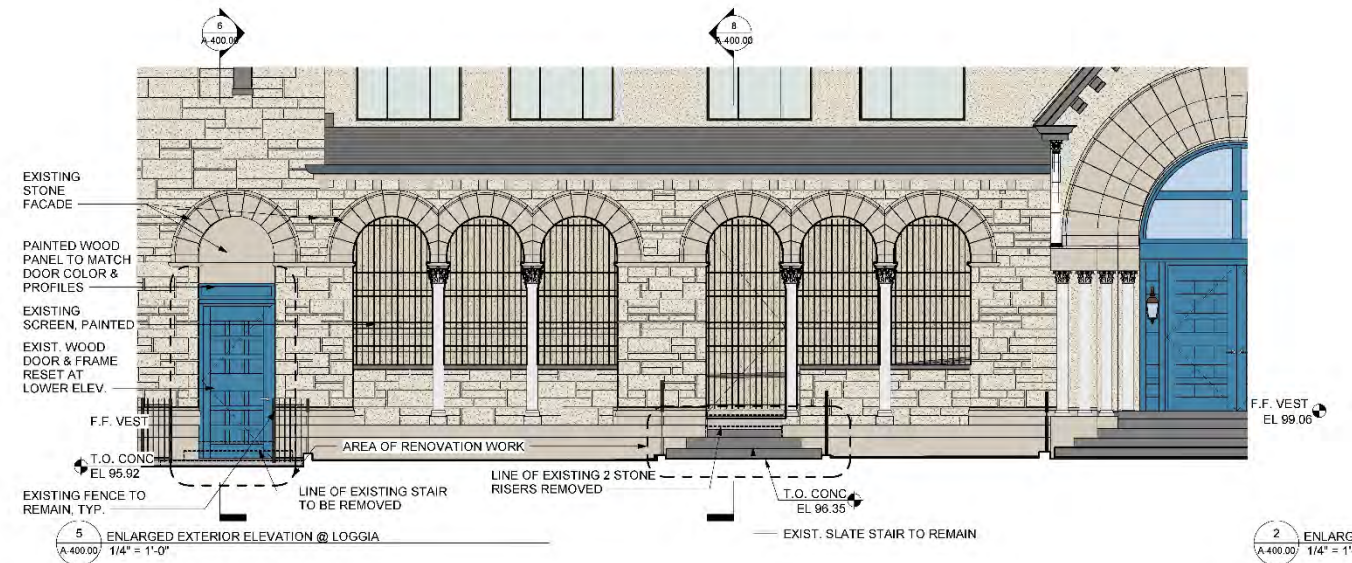 6
A-400.00
8
A-400.00
EXISTING
STONE
FACADE
PAINTED WOOD
PANEL TO MATCH
DOOR COLOR &
PROFILES
EXISTING
SCREEN, PAINTED
EXIST. WOOD
DOOR & FRAME
RESET AT
LOWER ELEV.
F.F. VEST
T.O. CONC
EL 95.92
EXISTING FENCE TO
REMAIN, TYP.
AREA OF RENOVATION WORK
LINE OF EXISTING STAIR
TO BE REMOVED
LINE OF EXISTING 2 STONE
RISERS REMOVED
T.O. CONC
EL 96.35
EXIST. SLATE STAIR TO REMAIN
F.F. VEST
EL 99.06
5
A-400.00
ENLARGED EXTERIOR ELEVATION @ LOGGIA
1/4" = 1'-0"
2
A-400.00
ENLARG
1/4" = 1'